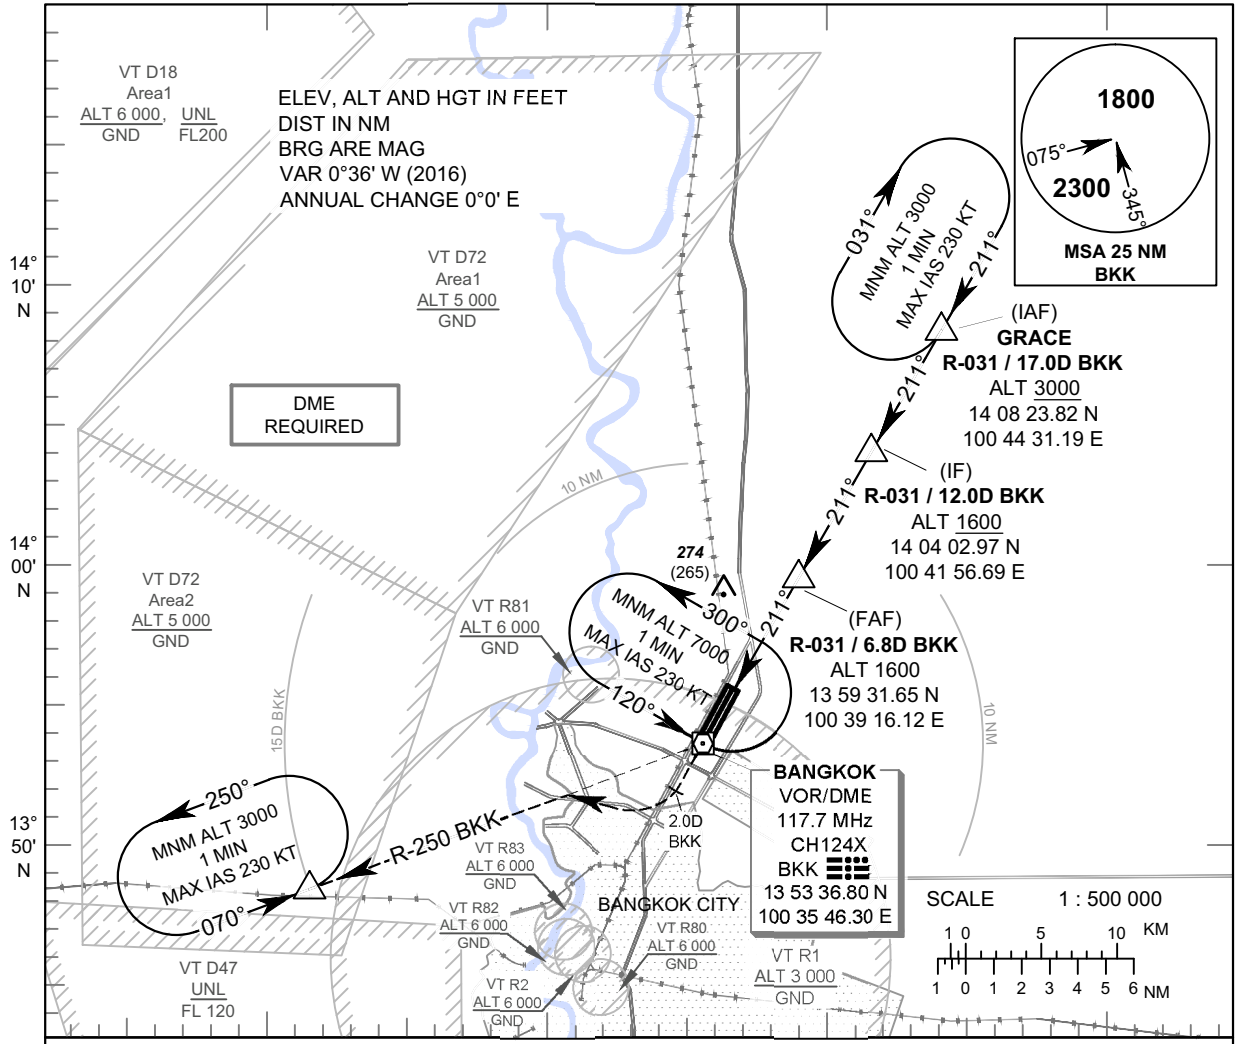 VT D18
Area1
ALT 6 000, UNL
GND FL200
ELEV, ALT AND HGT IN FEET
DIST IN NM
BRG ARE MAG
VAR 0°36' W (2016)
ANNUAL CHANGE 0°0' E
1800
075°
2300
345°
MSA 25 NM
BKK
031°
MNM ALT 3000
1 MIN
MAX IAS 230 KT
211°
14°
10'
N
VT D72
Area1
ALT 5 000
GND
(IAF)
GRACE
R-031 / 17.0D BKK
ALT 3000
14 08 23.82 N
100 44 31.19 E
211°
DME
REQUIRED
(IF)
R-031 / 12.0D BKK
ALT 1600
14 04 02.97 N
100 41 56.69 E
211°
10 NM
14°
00'
N
274
(265)
VT D72
Area2
ALT 5 000
GND
VT R81
ALT 6 000
GND
300°
MNM ALT 7000
1 MIN
MAX IAS 230 KT
120°
211°
(FAF)
R-031 / 6.8D BKK
ALT 1600
13 59 31.65 N
100 39 16.12 E
10 NM
15D BKK
BANGKOK
VOR/DME
117.7 MHz
CH124X
BKK
13 53 36.80 N
100 35 46.30 E
2.0D
BKK
250°
MNM ALT 3000
1 MIN
MAX IAS 230 KT
070°
R-250 BKK
13°
50'
N
VT R83
ALT 6 000
GND
VT R82
ALT 6 000
GND
BANGKOK CITY
VT R80
ALT 6 000
GND
VT R2
ALT 6 000
GND
VT R1
ALT 3 000
GND
VT D47
UNL
FL 120
SCALE 1 : 500 000
1 0 5 10 KM
1 0 1 2 3 4 5 6 NM